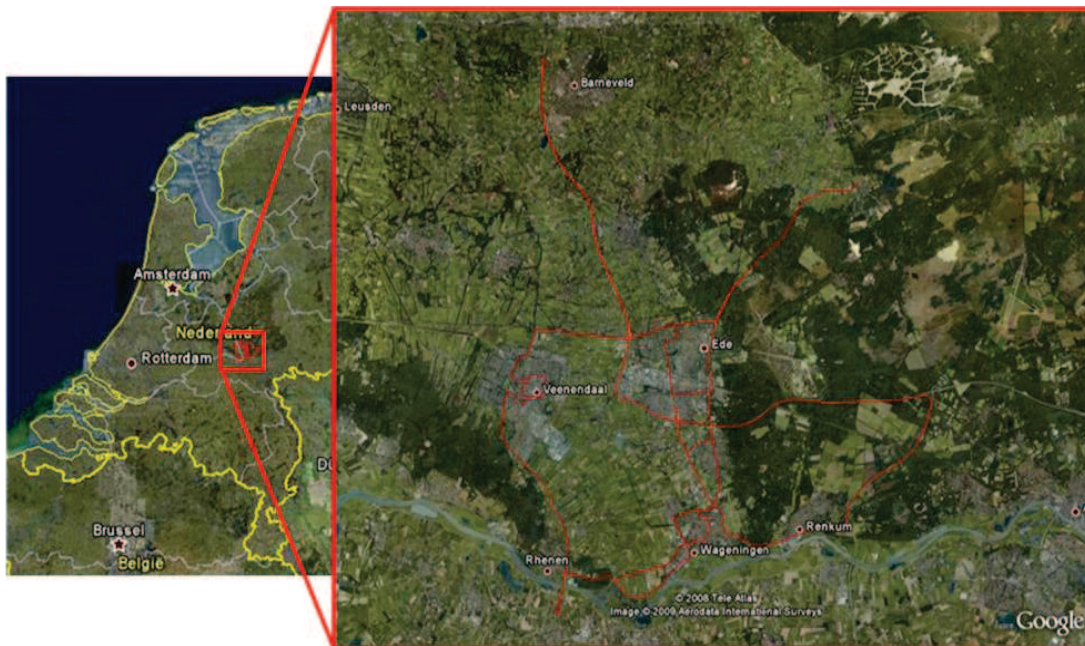 Amsterdam
Nederland
Rotterdam
Brussel
België
Leusden
Barneveld
Ede
Veenendaal
Renkum
Wageningen
Rhenen
© 2008 Tele Atlas
Image © 2009 Aerodata International Surveys
Google